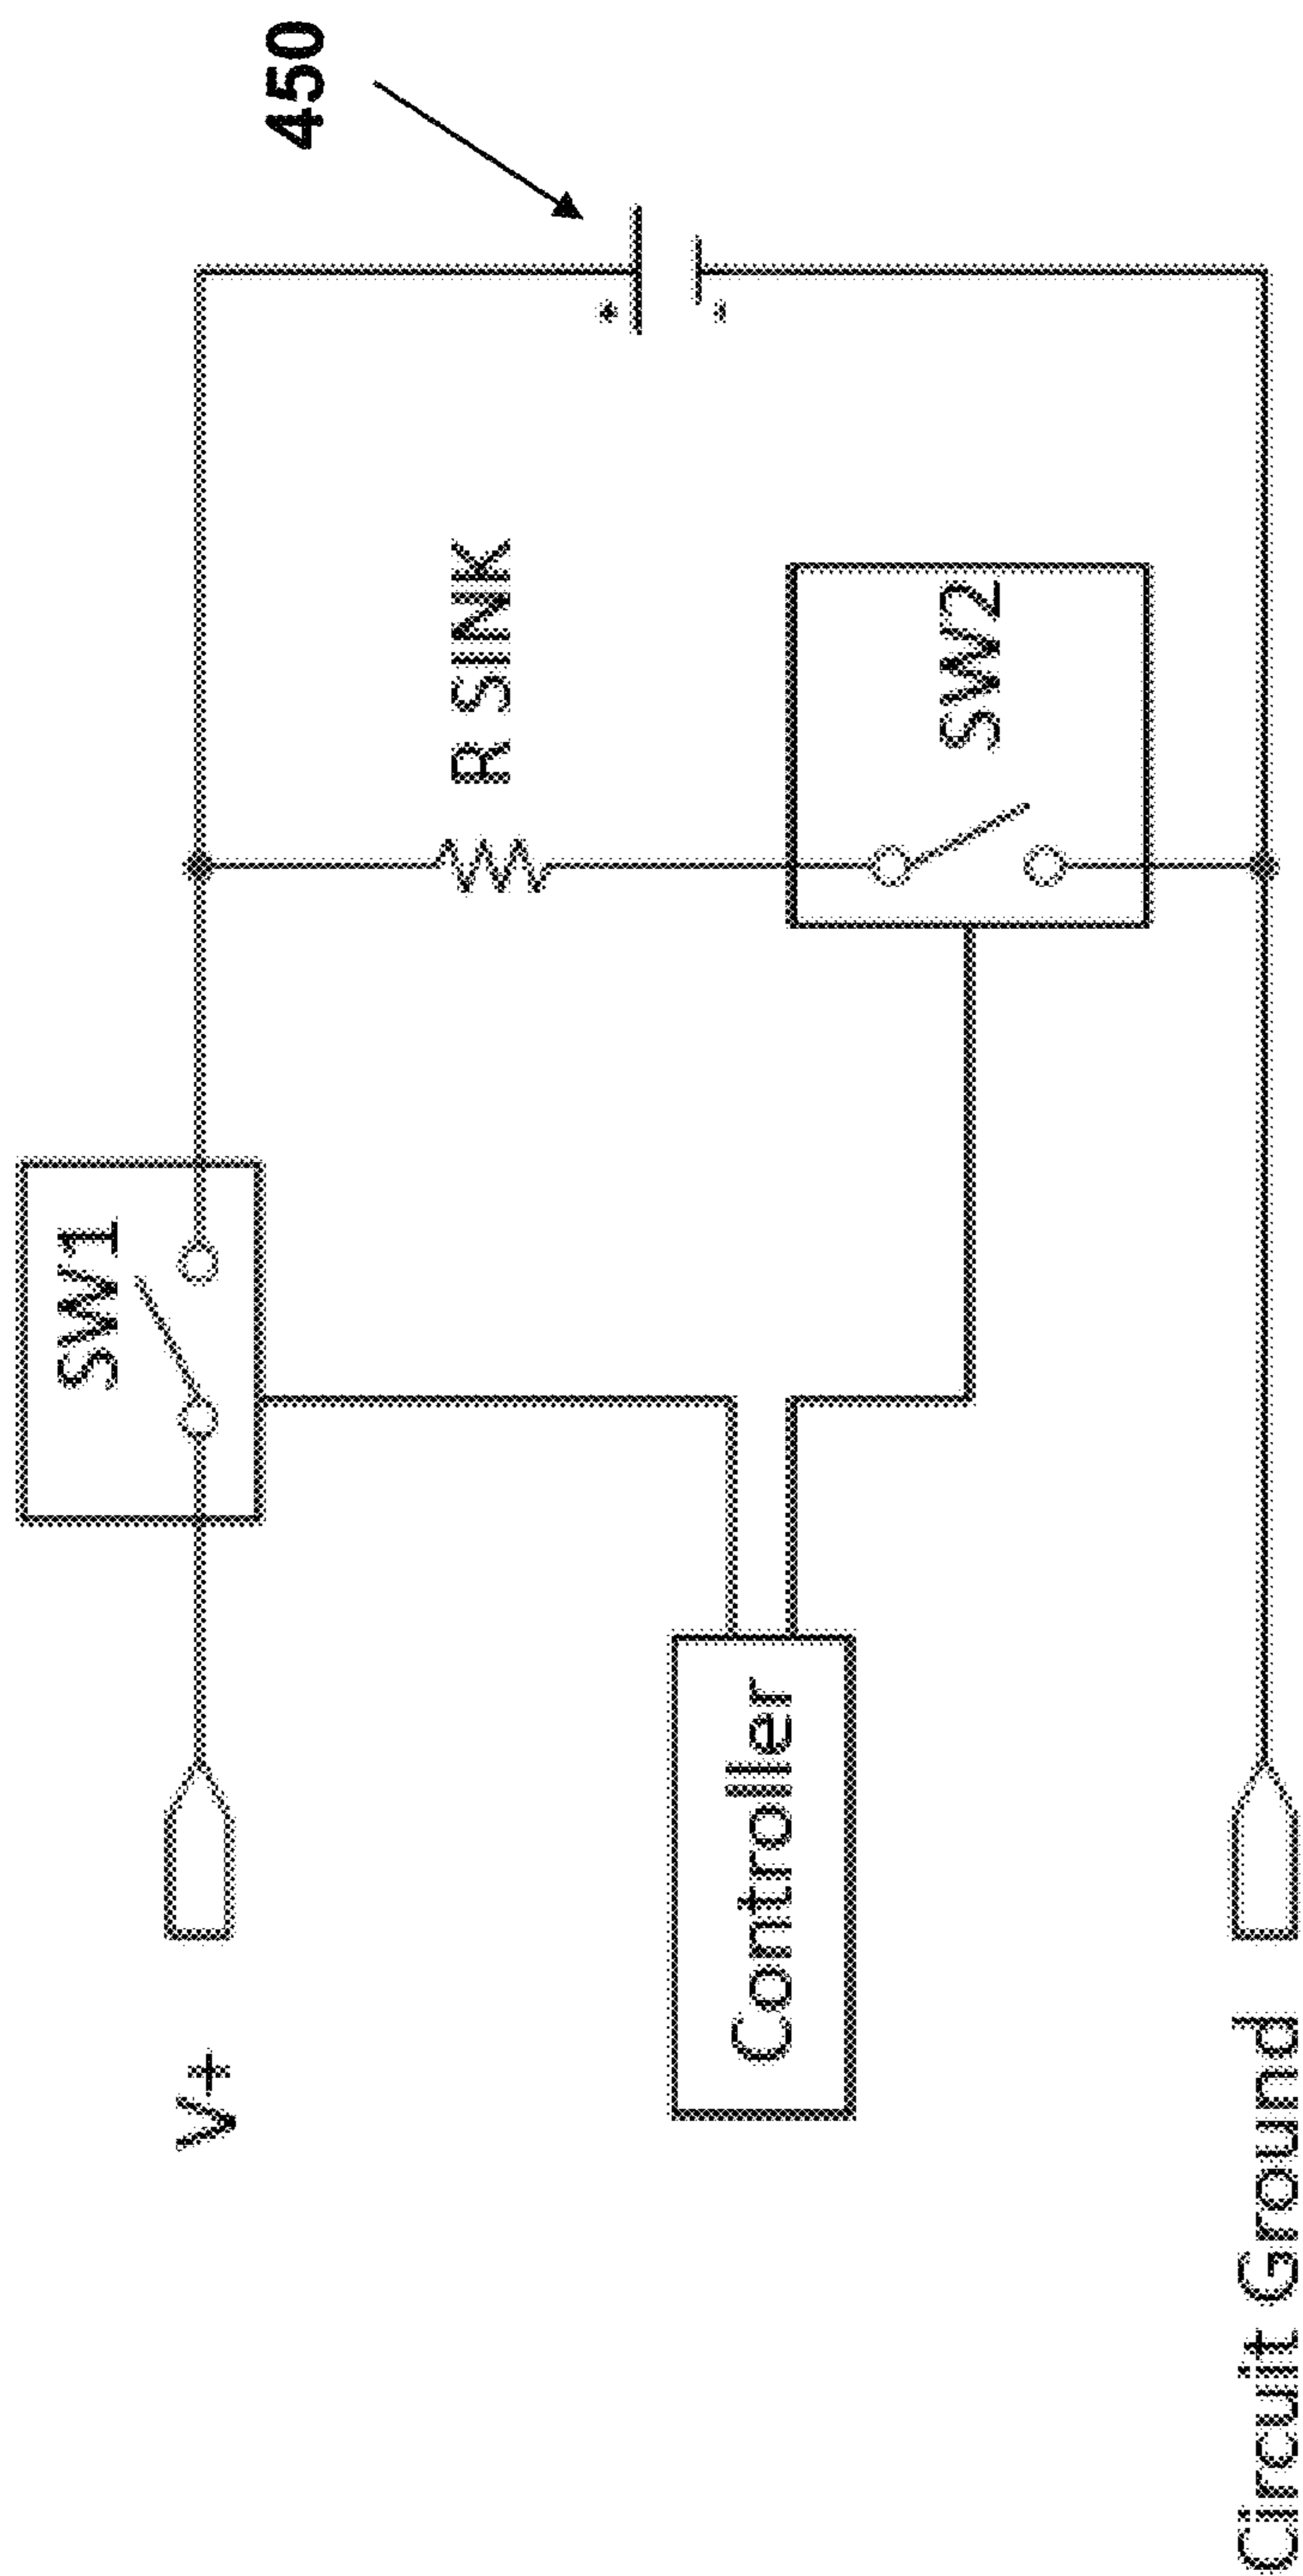 450
R SINK
SW2
SW1
Controller
V+
Circuit Ground